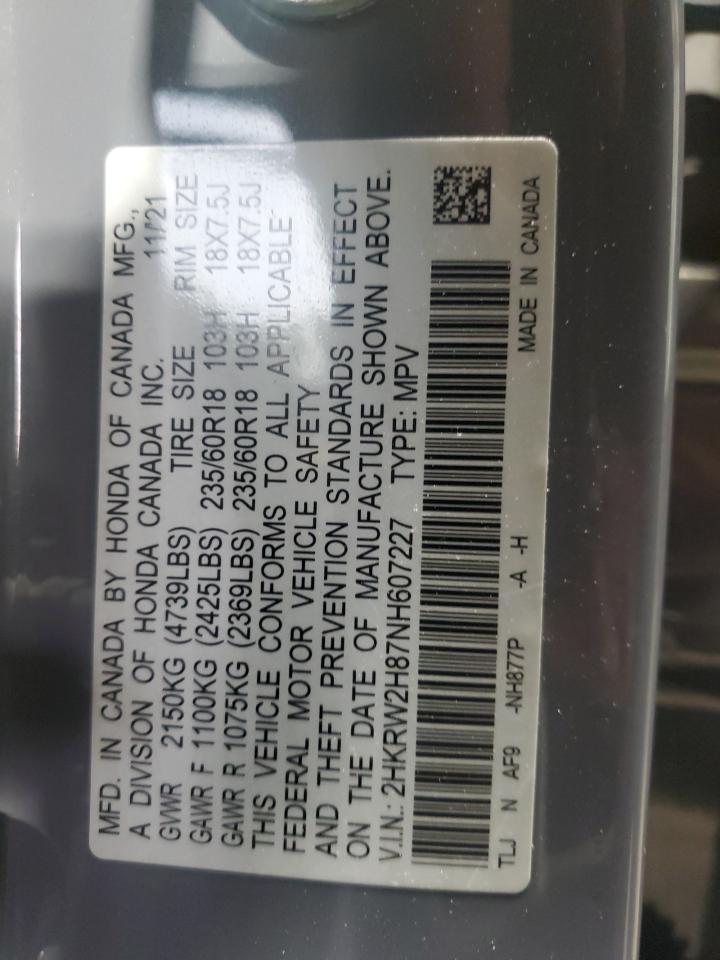 MFD. IN CANADA BY HONDA OF CANADA MFG.,
A DIVISION OF HONDA CANADA INC. 11/21
GVWR 2150KG (4739LBS) TIRE SIZE RIM SIZE
GAWR F 1100KG (2425LBS) 235/60R18 103H 18X7.5J
GAWR R 1075KG (2369LBS) 235/60R18 103H 18X7.5J
THIS VEHICLE CONFORMS TO ALL APPLICABLE
FEDERAL MOTOR VEHICLE SAFETY
AND THEFT PREVENTION STANDARDS IN EFFECT
ON THE DATE OF MANUFACTURE SHOWN ABOVE.
V.I.N.: 2HKRW2H87NH607227 TYPE: MPV
TLJ N AF9 -NH877P -A -H
MADE IN CANADA